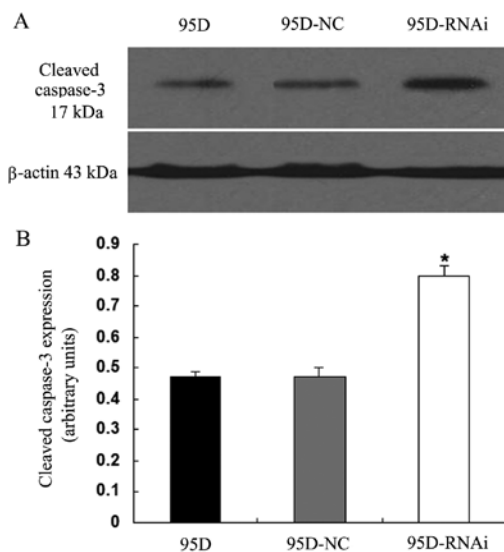 A
95D 95D-NC 95D-RNAi
Cleaved
caspase-3
17 kDa
β-actin 43 kDa
B
Cleaved caspase-3 expression
(arbitrary units)
0.9
0.8
0.7
0.6
0.5
0.4
0.3
0.2
0.1
0
*
95D 95D-NC 95D-RNAi